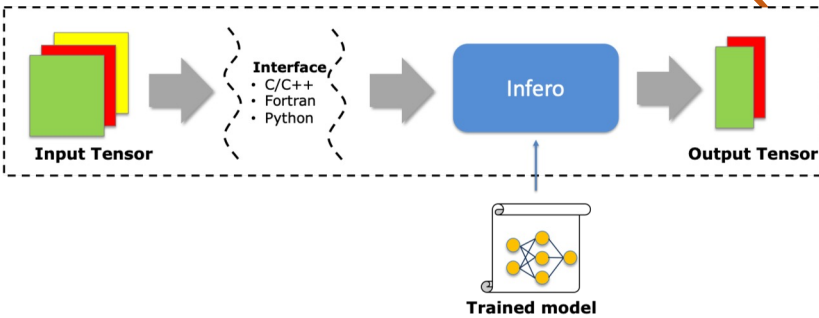 Interface
• C/C++
• Fortran
• Python
Infero
Input Tensor
Output Tensor
Trained model